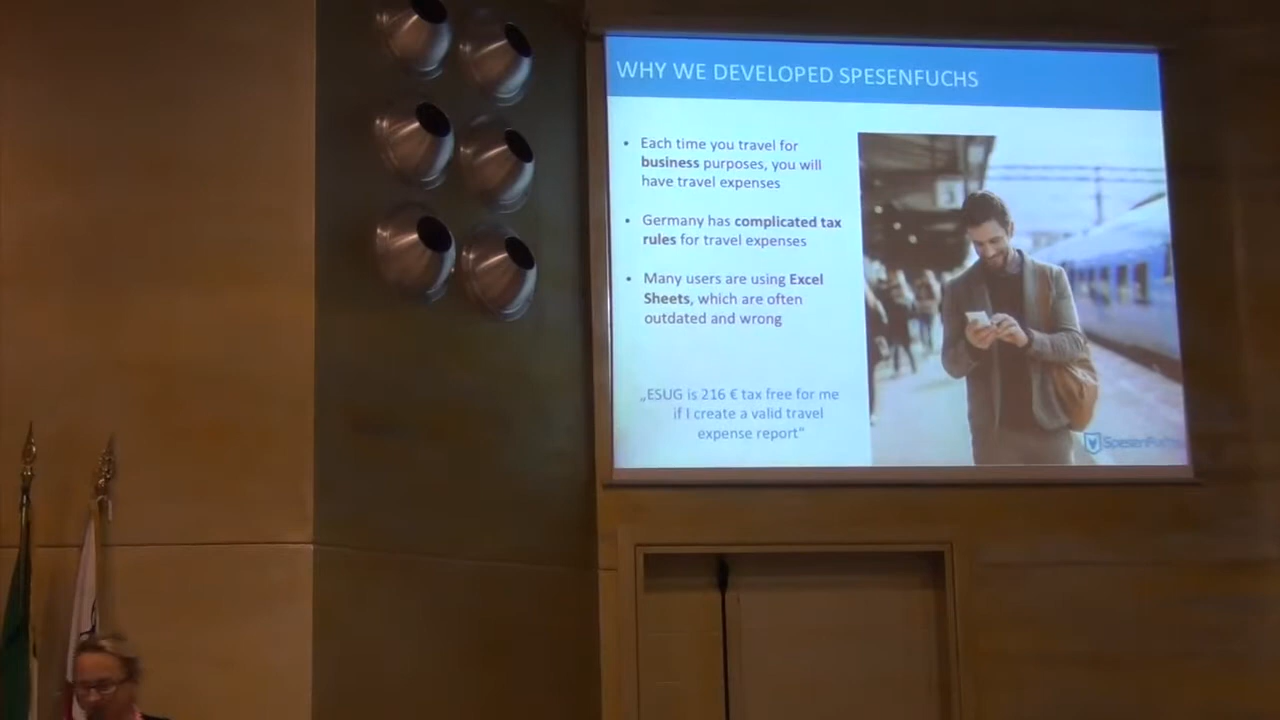 WHY WE DEVELOPED SPESENFUCHS
• Each time you travel for
business purposes, you will
have travel expenses
• Germany has complicated tax
rules for travel expenses
• Many users are using Excel
Sheets, which are often
outdated and wrong
„ESUG is 216 € tax free for me
if I create a valid travel
expense report“
3
SpesenFuchs